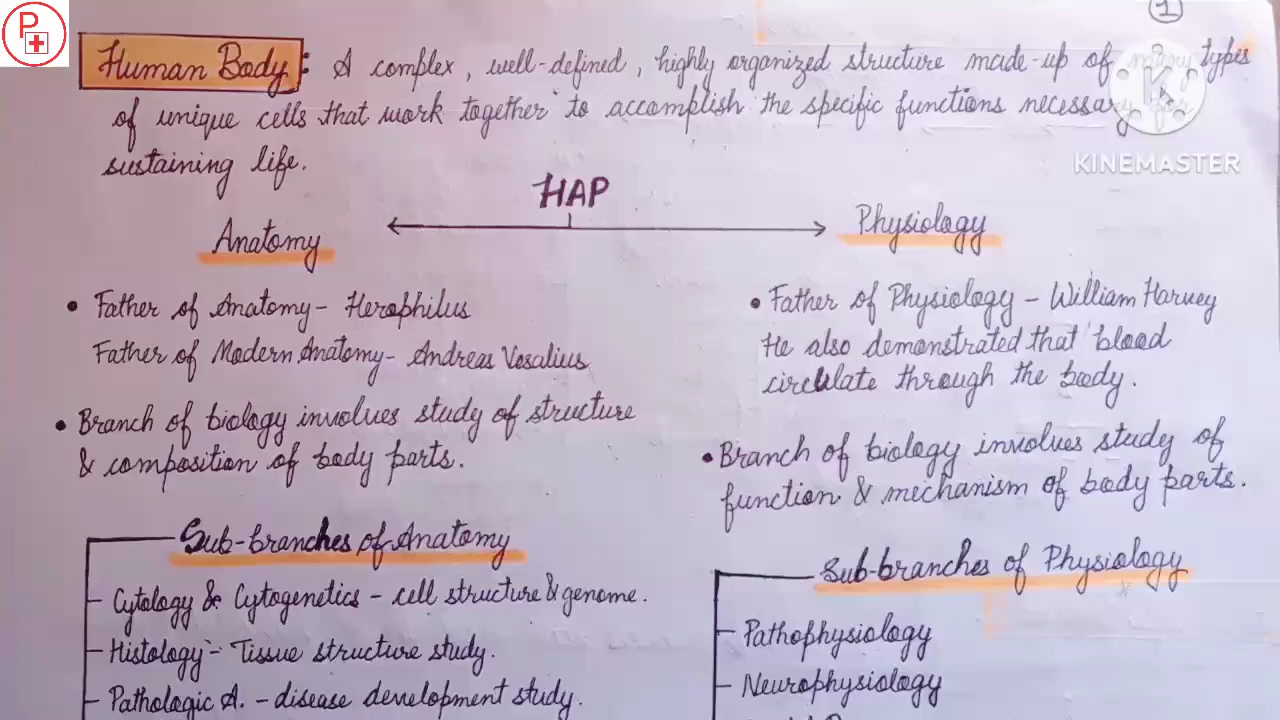 P
1
Human Body: A complex, well-defined, highly organized structure made-up of many types
of unique cells that work together to accomplish the specific functions necessary
sustaining life.
K
KINEMASTER
HAP
Anatomy
• Father of Anatomy - Herophilus
Father of Modern Anatomy - Andreas Vesalius
• Branch of biology involves study of structure
& composition of body parts.
Sub-branches of Anatomy
Cytology & Cytogenetics - cell structure & genome.
Histology - Tissue structure study.
Pathologic A. - disease development study.
Physiology
• Father of Physiology - William Harvey
He also demonstrated that blood
circulate through the body.
• Branch of biology involves study of
function & mechanism of body parts.
Sub-branches of Physiology
Pathophysiology
Neurophysiology